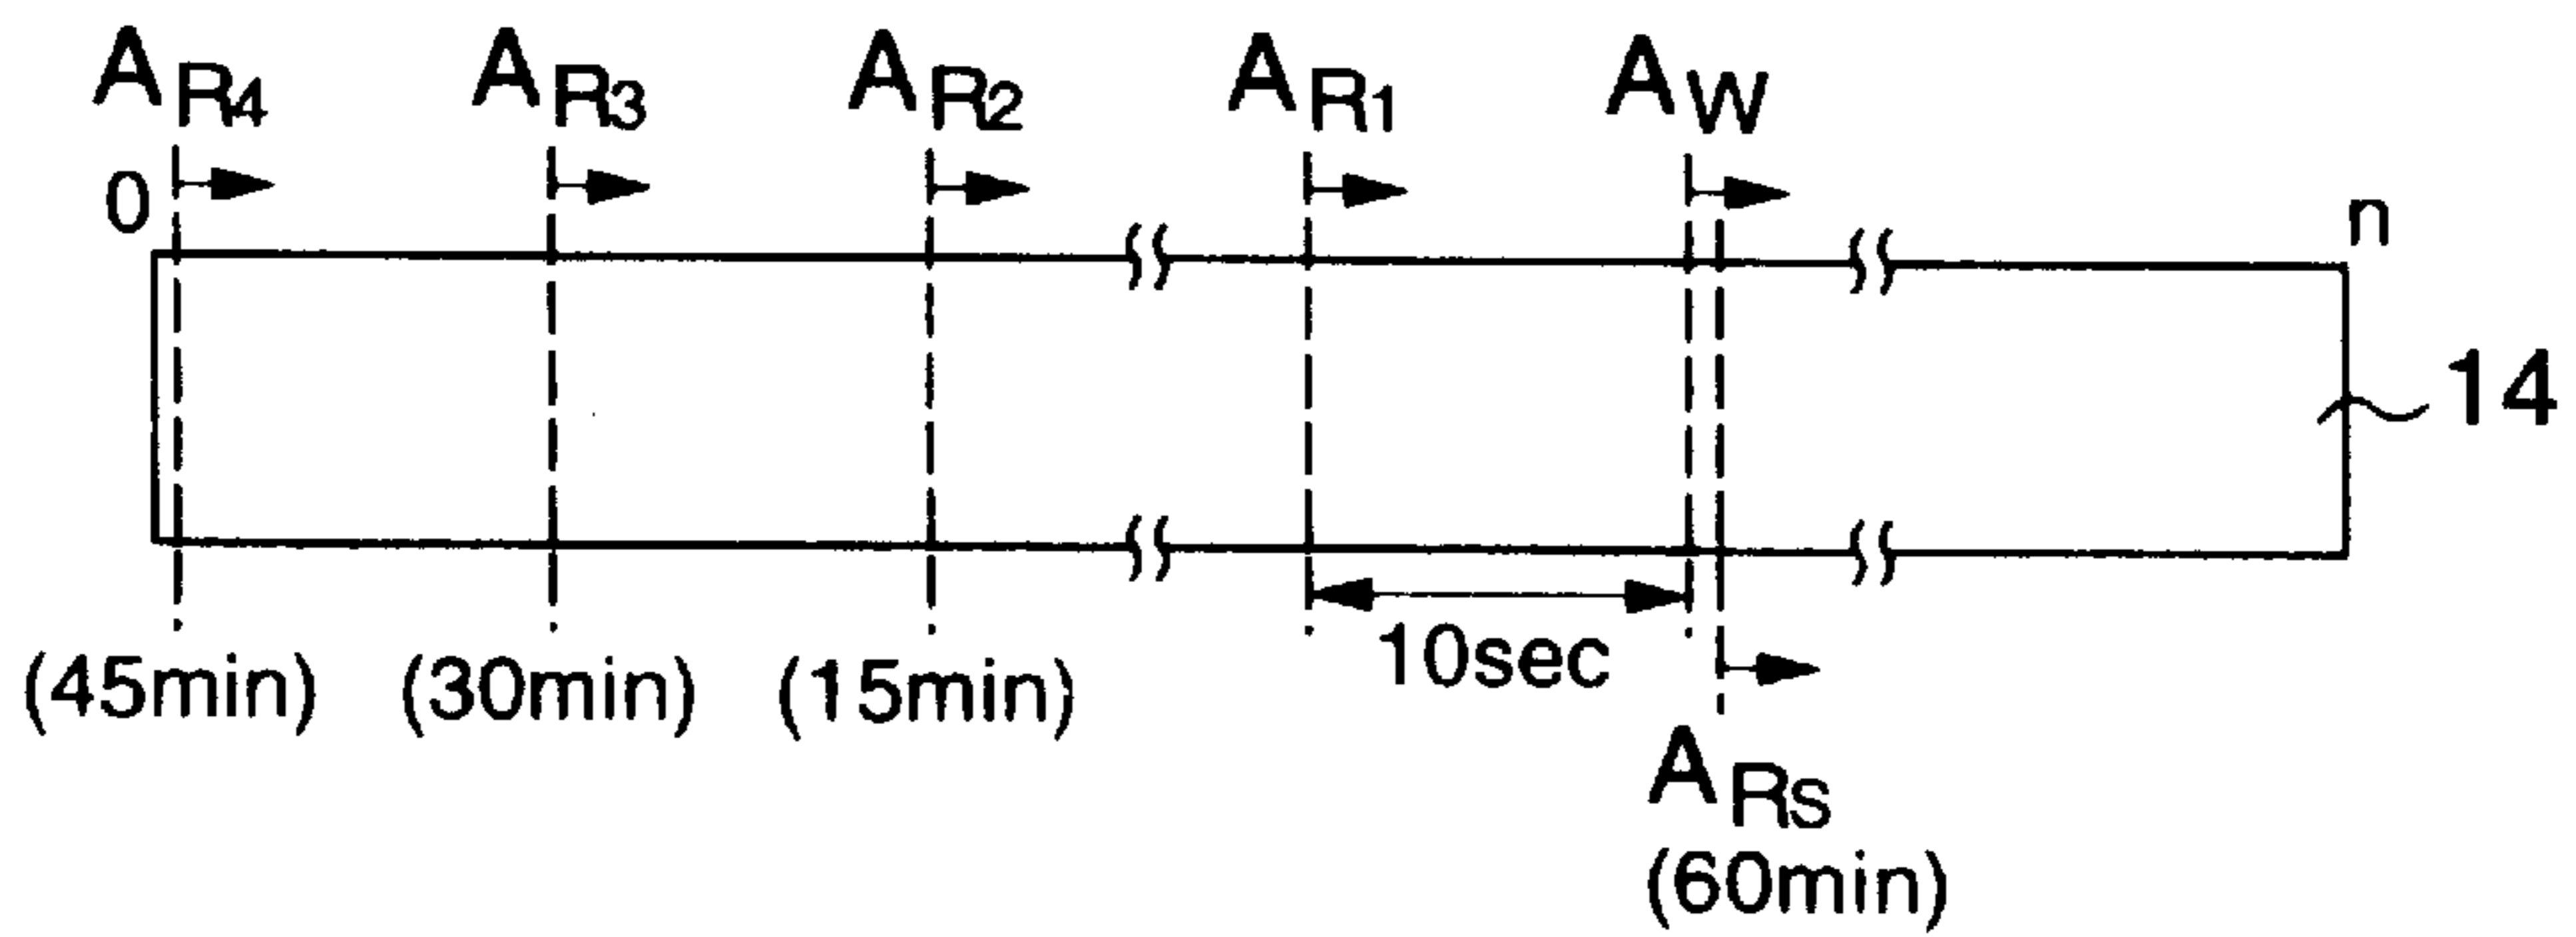 AR4 AR3 AR2 AR1 AW
0 n
14
10sec
(45min) (30min) (15min)
ARS
(60min)